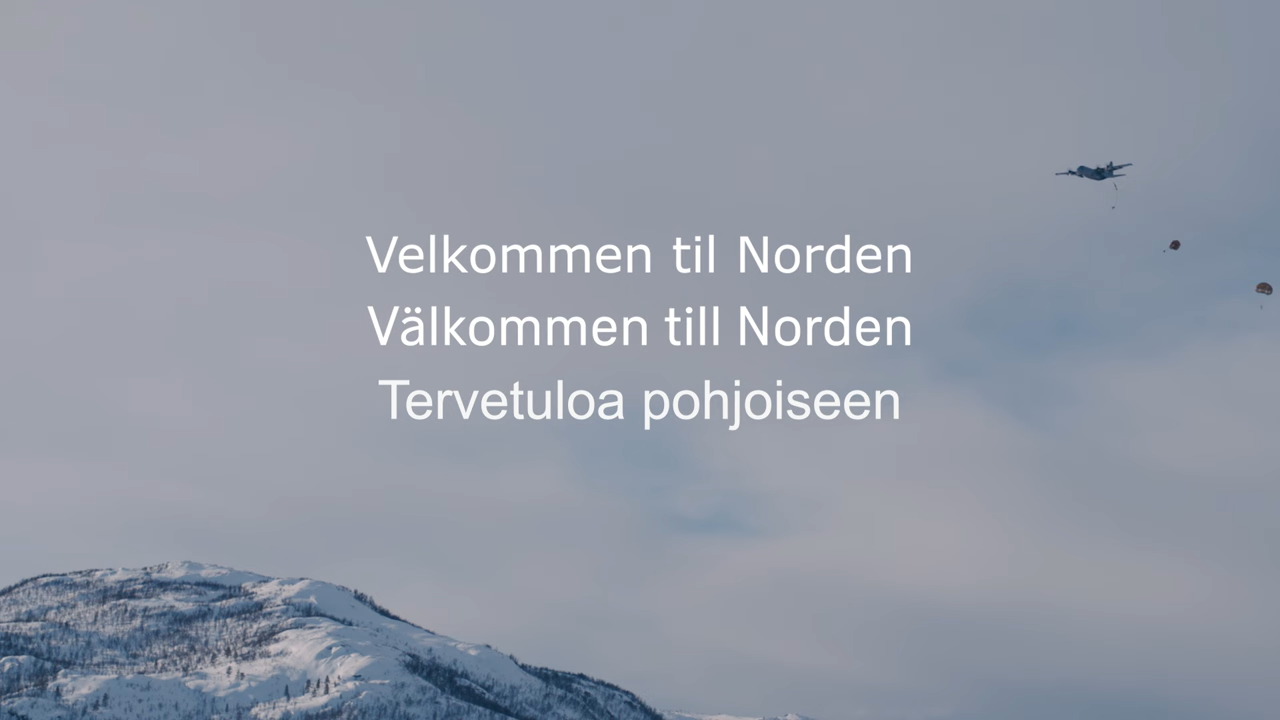 Velkommen til Norden
Välkommen till Norden
Tervetuloa pohjoiseen